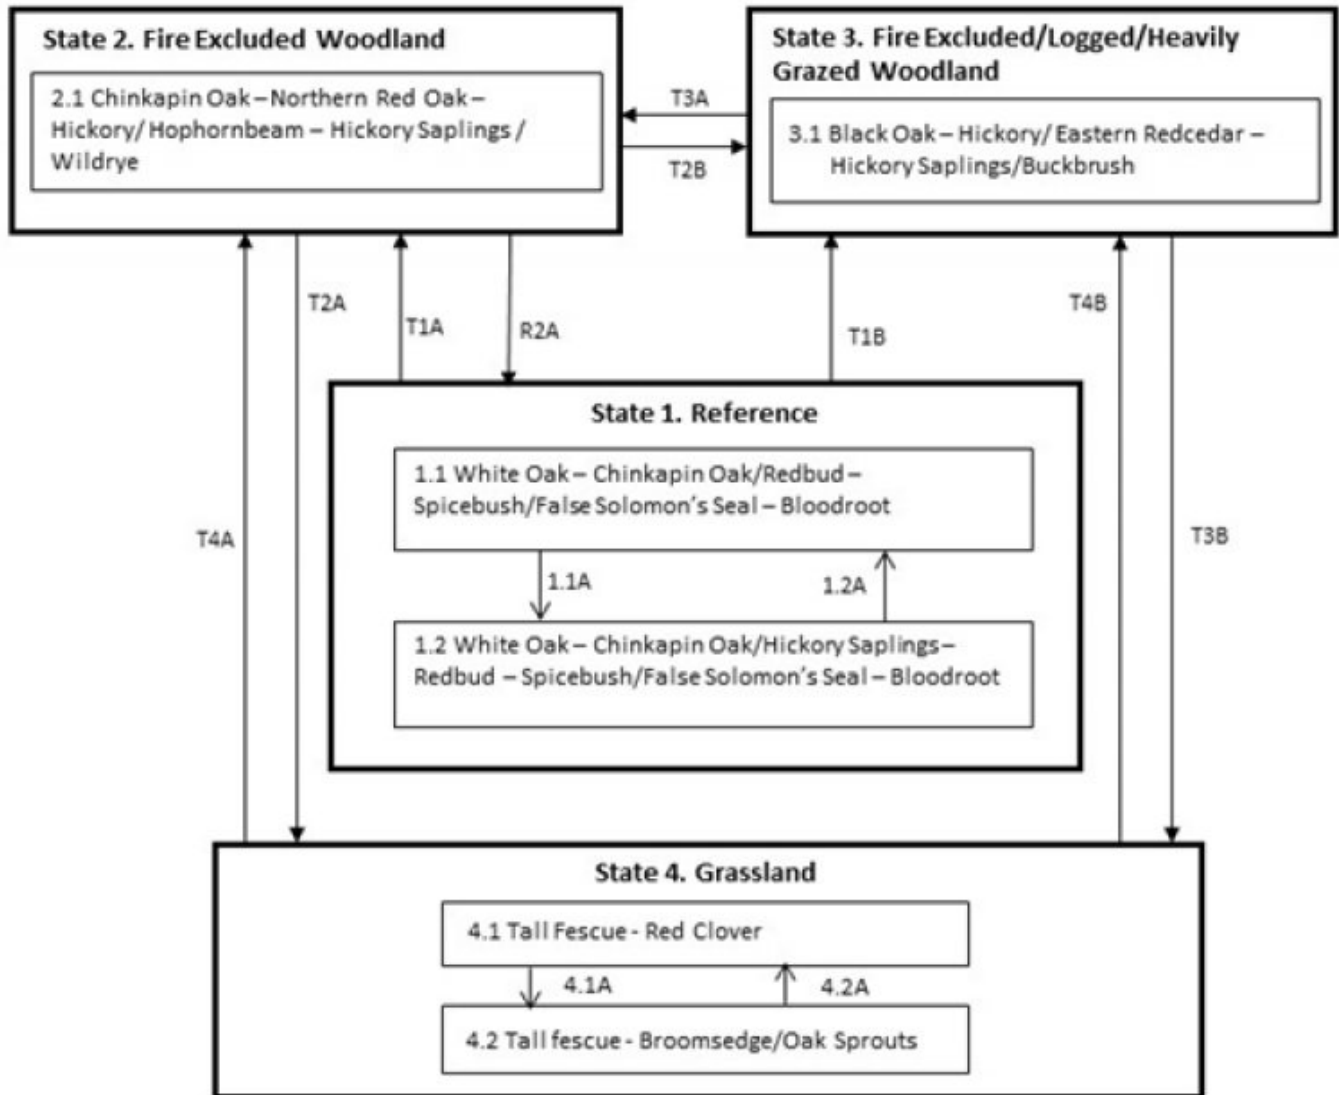 State 2. Fire Excluded Woodland
2.1 Chinkapin Oak – Northern Red Oak –
Hickory/ Hophornbeam – Hickory Saplings /
Wildrye
State 3. Fire Excluded/Logged/Heavily
Grazed Woodland
3.1 Black Oak – Hickory/ Eastern Redcedar –
Hickory Saplings/Buckbrush
T3A
T2B
T2A
T1A
R2A
T1B
T4B
T4A
T3B
State 1. Reference
1.1 White Oak – Chinkapin Oak/Redbud –
Spicebush/False Solomon's Seal – Bloodroot
1.1A
1.2A
1.2 White Oak – Chinkapin Oak/Hickory Saplings –
Redbud – Spicebush/False Solomon's Seal – Bloodroot
State 4. Grassland
4.1 Tall Fescue - Red Clover
4.1A
4.2A
4.2 Tall fescue - Broomsedge/Oak Sprouts